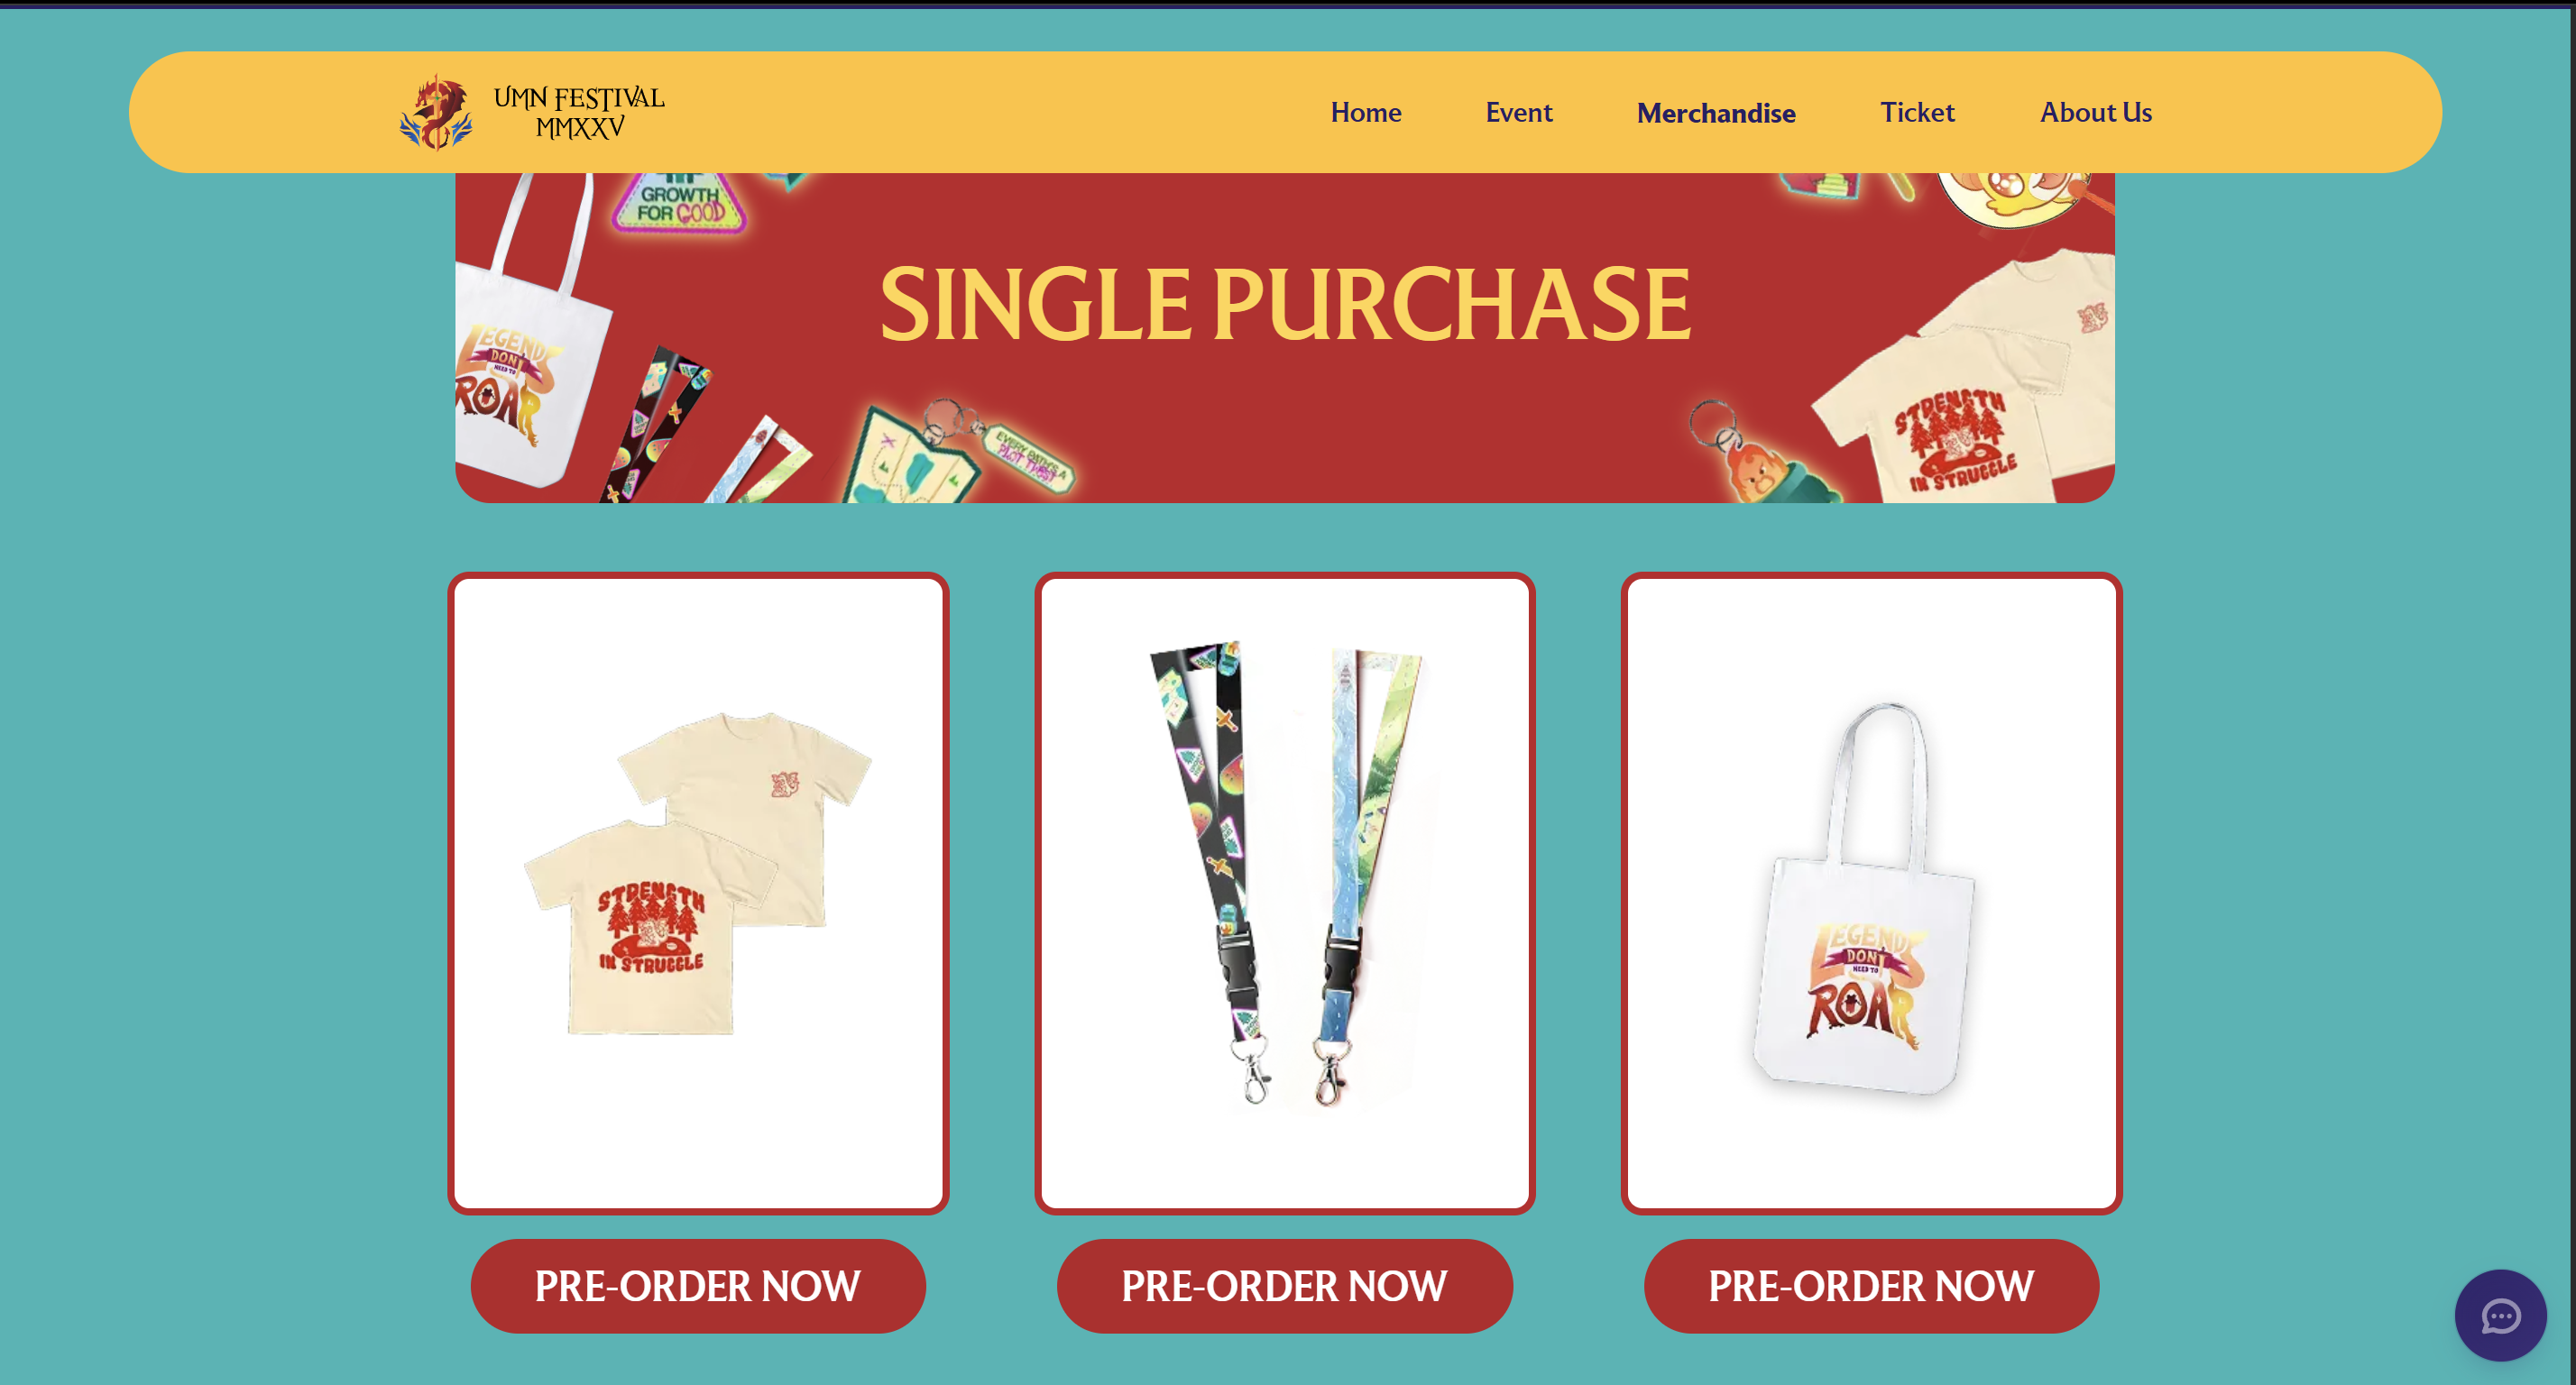 UMN FESTIVAL
MMXXV
Home
Event
Merchandise
Ticket
About Us
GROWTH
FOR GOOD
SINGLE PURCHASE
LEGENDS
DON'T
NEED TO
ROAR
EVERY PATH'S A
PLOT TWIST
STRENGTH
IN STRUGGLE
STRENGTH
IN STRUGGLE
LEGENDS
DON'T
NEED TO
ROAR
PRE-ORDER NOW
PRE-ORDER NOW
PRE-ORDER NOW